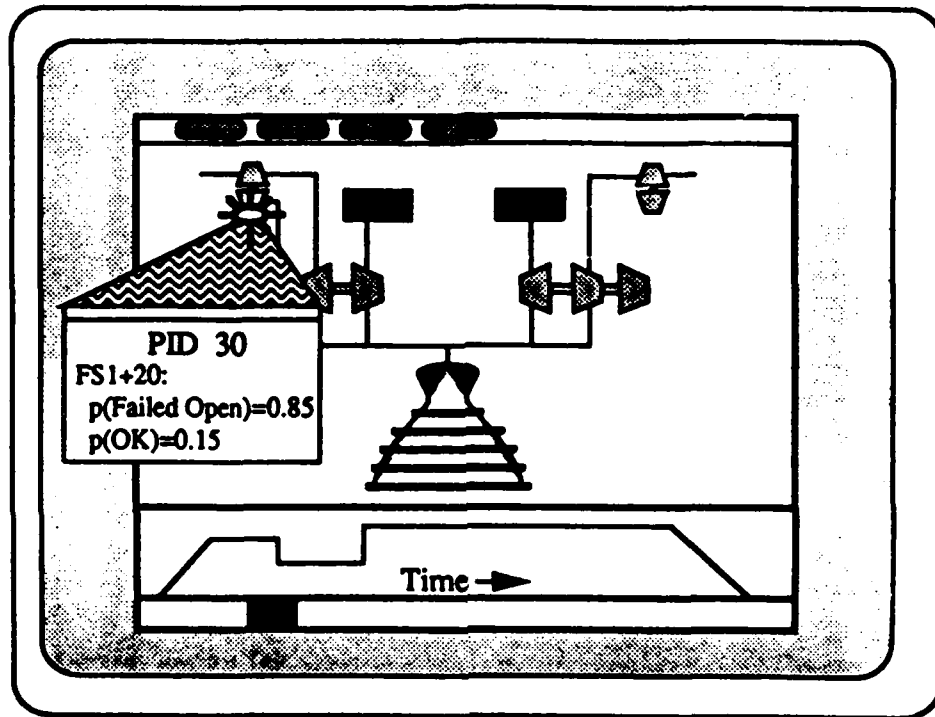 PID 30
FS1+20:
p(Failed Open)=0.85
p(OK)=0.15
Time